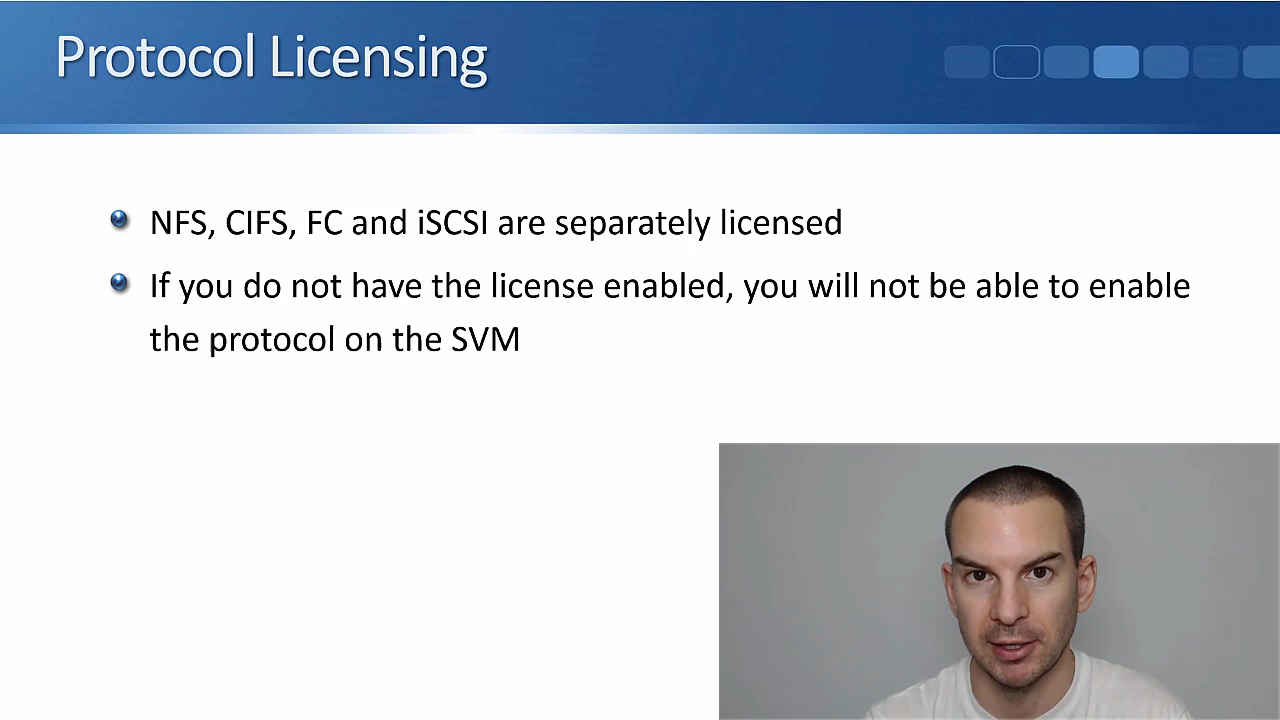 Protocol Licensing
NFS, CIFS, FC and iSCSI are separately licensed
If you do not have the license enabled, you will not be able to enable
the protocol on the SVM